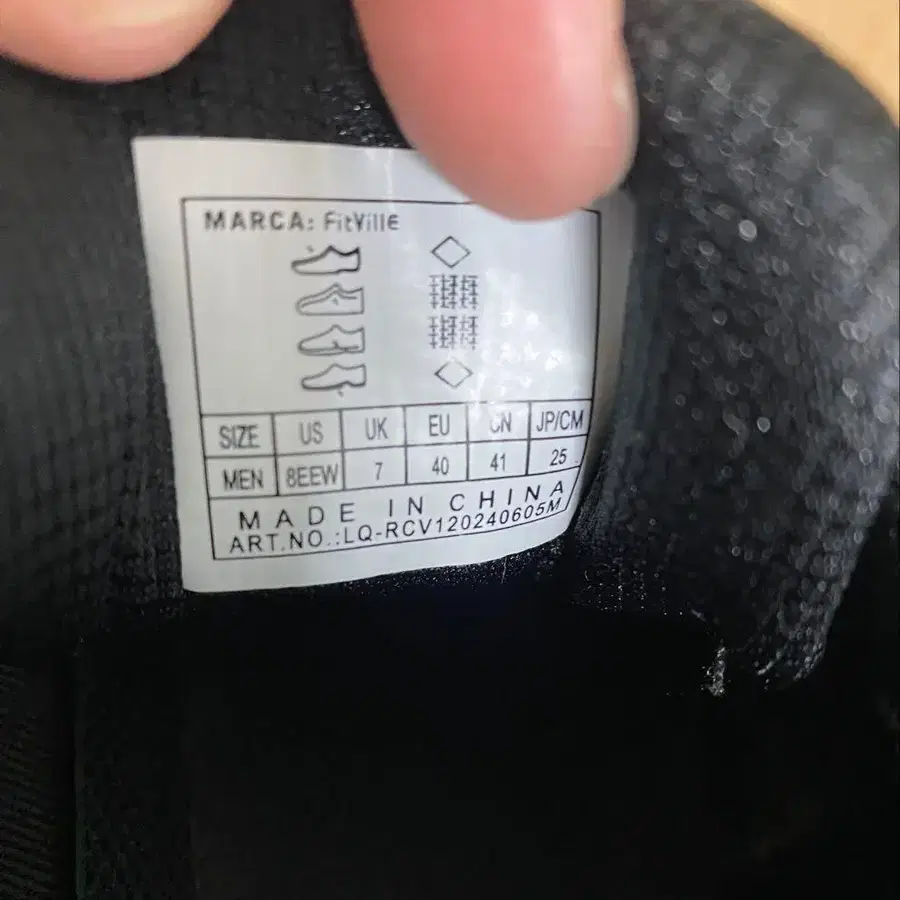 MARCA: FitVille
SIZE US UK EU CN JP/CM
MEN 8EEW 7 40 41 25
MADE IN CHINA
ART.NO.:LQ-RCV120240605M